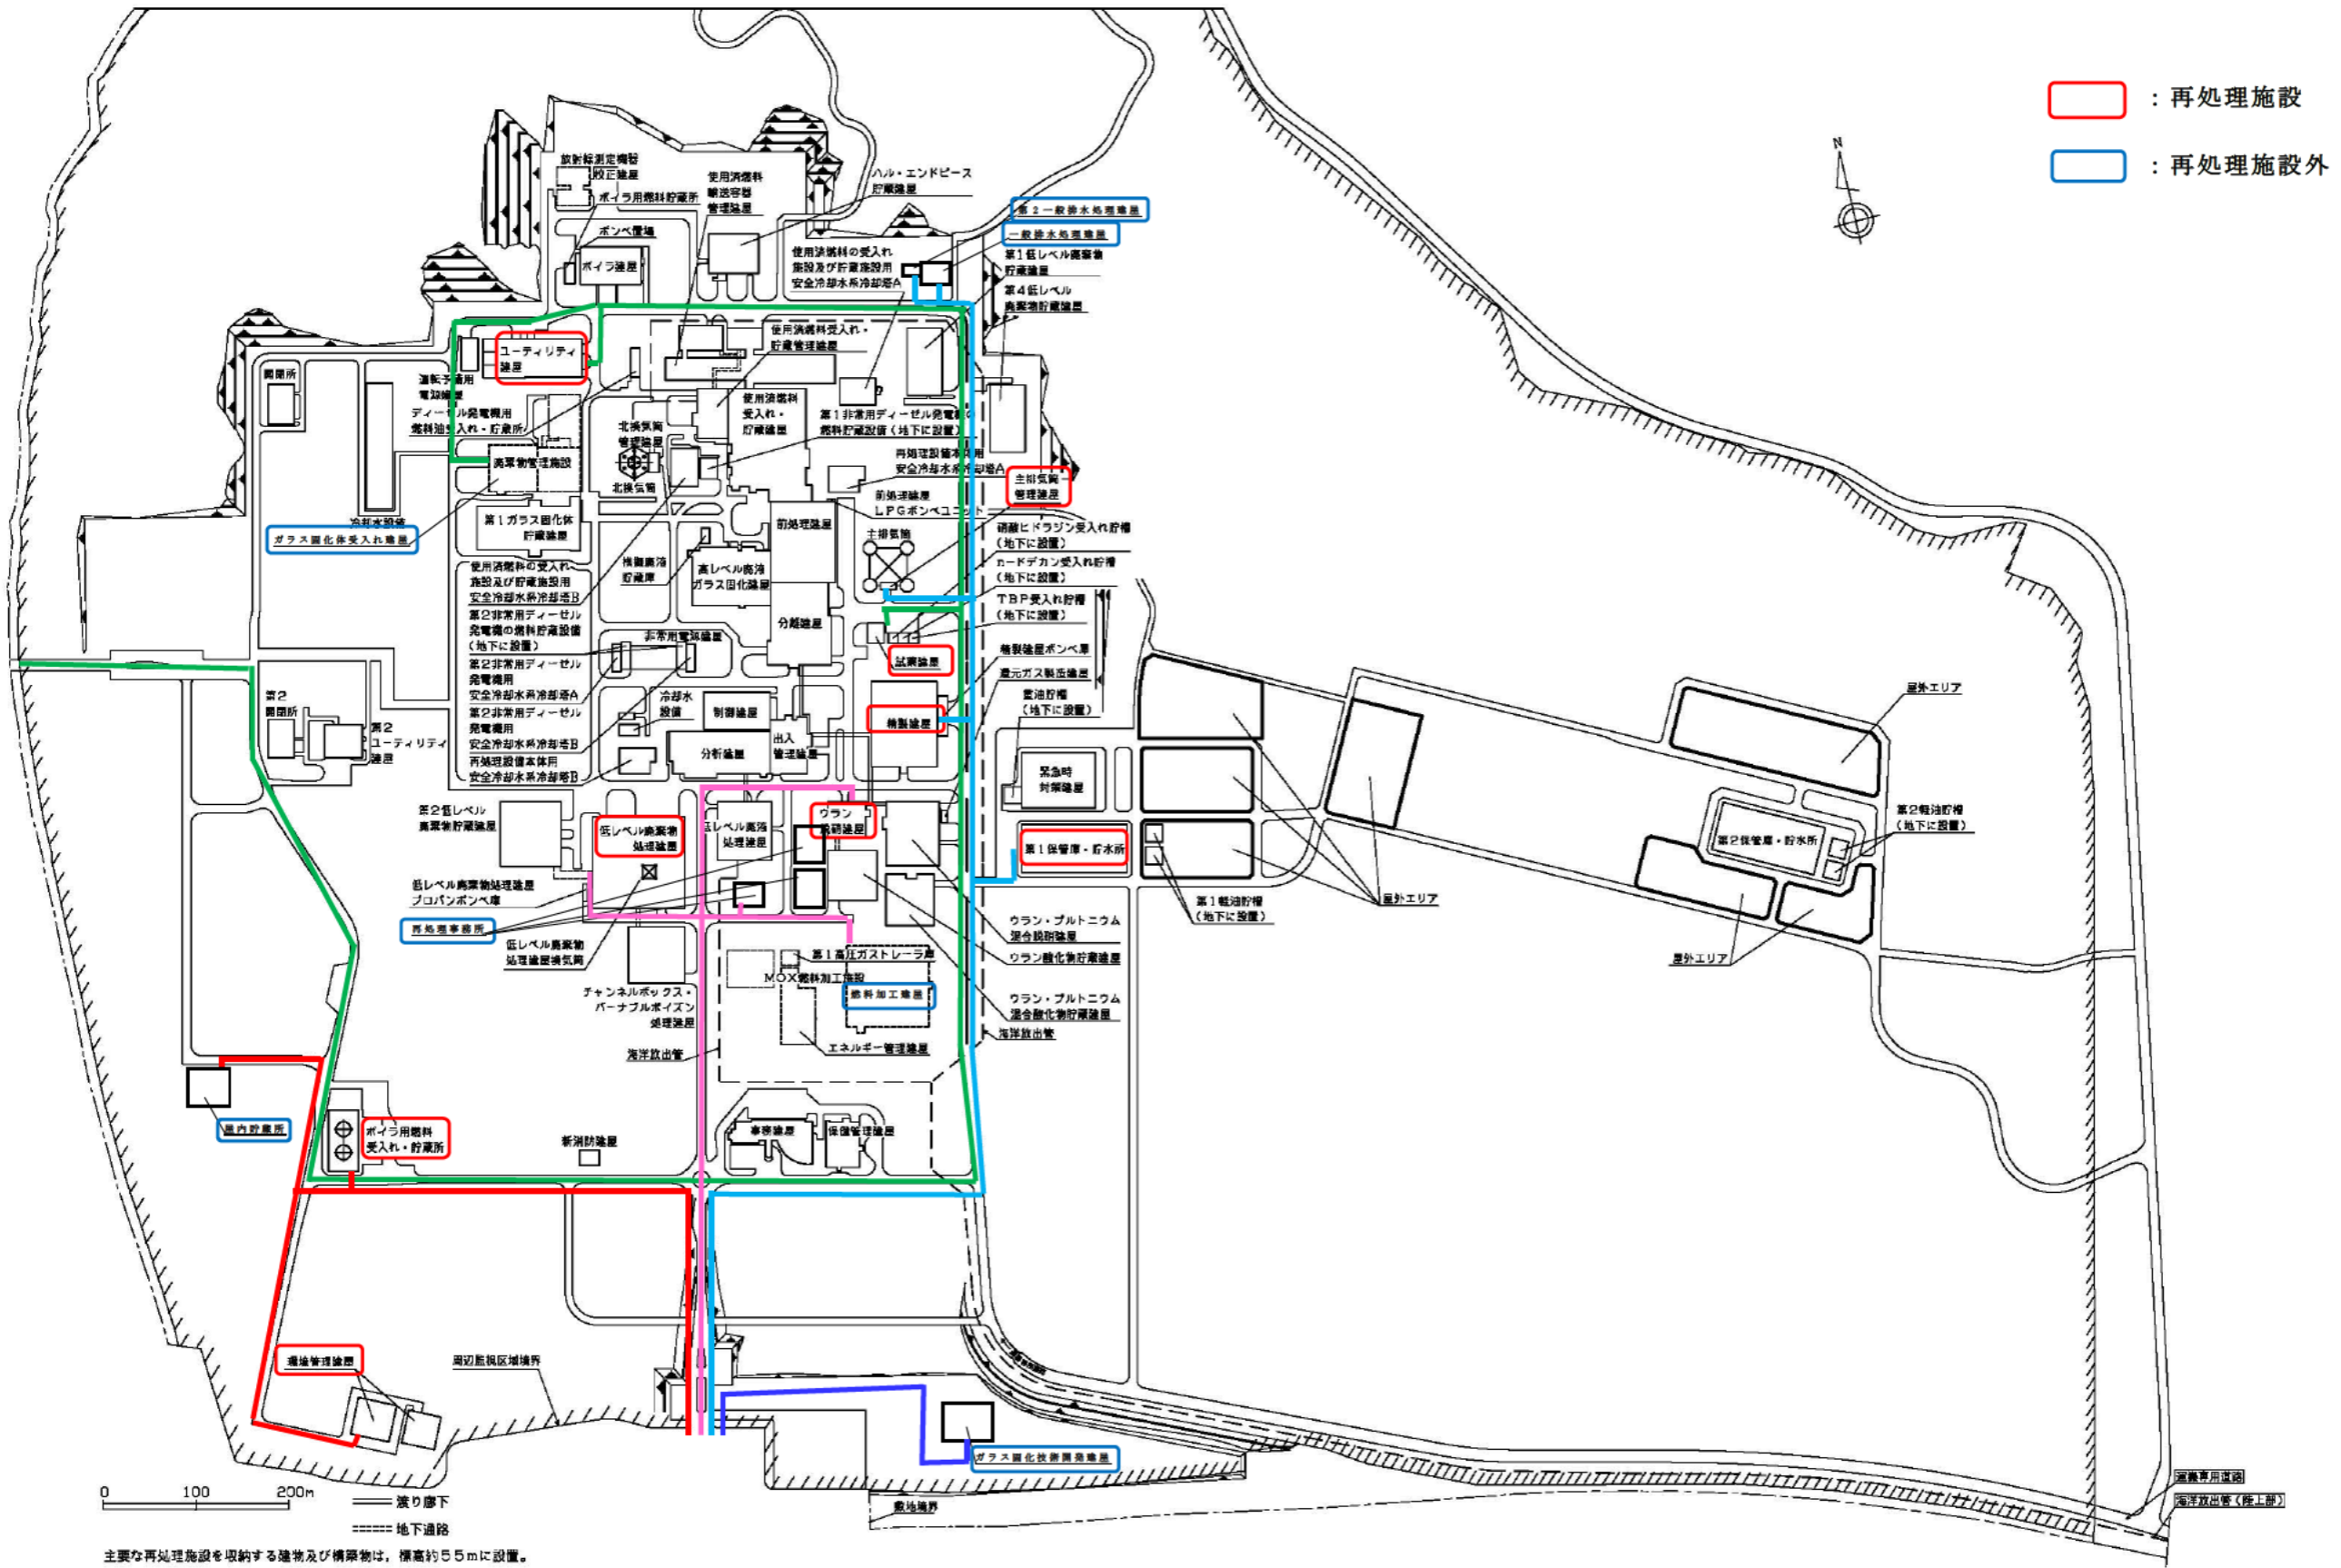 ：再処理施設
：再処理施設外
N
放射線測定機器
校正建屋
ボイラ用燃料貯蔵所
使用済燃料
輸送容器
管理建屋
ハル・エンドピース
貯蔵建屋
第２一般排水処理建屋
一般排水処理建屋
ボンベ置場
ボイラ建屋
使用済燃料の受入れ
施設及び貯蔵施設用
安全冷却水系冷却塔A
第１低レベル廃棄物
貯蔵建屋
第４低レベル
廃棄物貯蔵建屋
ユーティリティ
建屋
使用済燃料受入れ・
貯蔵管理建屋
開閉所
運転予備用
電源建屋
ディーゼル発電機用
燃料油受入れ・貯蔵所
北換気筒
管理建屋
使用済燃料
受入れ・
貯蔵建屋
第１非常用ディーゼル発電機の
燃料貯蔵設備（地下に設置）
廃棄物管理施設
北換気筒
再処理設備本体用
安全冷却水系冷却塔A
主排気筒
管理建屋
前処理建屋
ＬＰＧボンベユニット
冷却水設備
ガラス固化体受入れ建屋
第１ガラス固化体
貯蔵建屋
前処理建屋
主排気筒
硝酸ヒドラジン受入れ貯槽
（地下に設置）
n－ドデカン受入れ貯槽
（地下に設置）
ＴＢＰ受入れ貯槽
（地下に設置）
使用済燃料の受入れ
施設及び貯蔵施設用
安全冷却水系冷却塔B
模擬廃液
貯蔵庫
高レベル廃液
ガラス固化建屋
第２非常用ディーゼル
発電機の燃料貯蔵設備
（地下に設置）
非常用電源建屋
分離建屋
試薬建屋
精製建屋ボンベ庫
還元ガス製造建屋
第２非常用ディーゼル
発電機用
安全冷却水系冷却塔A
重油貯槽
（地下に設置）
第２
開閉所
第２
ユーティリティ
建屋
冷却水
設備
制御建屋
精製建屋
第２非常用ディーゼル
発電機用
安全冷却水系冷却塔B
分析建屋
出入
管理建屋
再処理設備本体用
安全冷却水系冷却塔B
緊急時
対策建屋
屋外エリア
第２低レベル
廃棄物貯蔵建屋
低レベル廃棄物
処理建屋
低レベル廃液
処理建屋
ウラン
脱硝建屋
第１保管庫・貯水所
第２保管庫・貯水所
第２軽油貯槽
（地下に設置）
低レベル廃棄物処理建屋
プロパンボンベ庫
再処理事務所
第１軽油貯槽
（地下に設置）
屋外エリア
屋外エリア
低レベル廃棄物
処理建屋換気筒
ウラン・プルトニウム
混合脱硝建屋
ウラン酸化物貯蔵建屋
第１高圧ガストレーラ庫
ＭＯＸ燃料加工施設
燃料加工建屋
チャンネルボックス・
バーナブルポイズン
処理建屋
ウラン・プルトニウム
混合酸化物貯蔵建屋
海洋放出管
エネルギー管理建屋
海洋放出管
屋内貯蔵所
ボイラ用燃料
受入れ・貯蔵所
新消防建屋
事務建屋
保健管理建屋
環境管理建屋
周辺監視区域境界
ガラス固化技術開発建屋
敷地境界
運搬専用道路
海洋放出管（陸上部）
0 100 200m
渡り廊下
地下通路
主要な再処理施設を収納する建物及び構築物は，標高約５５ｍに設置。